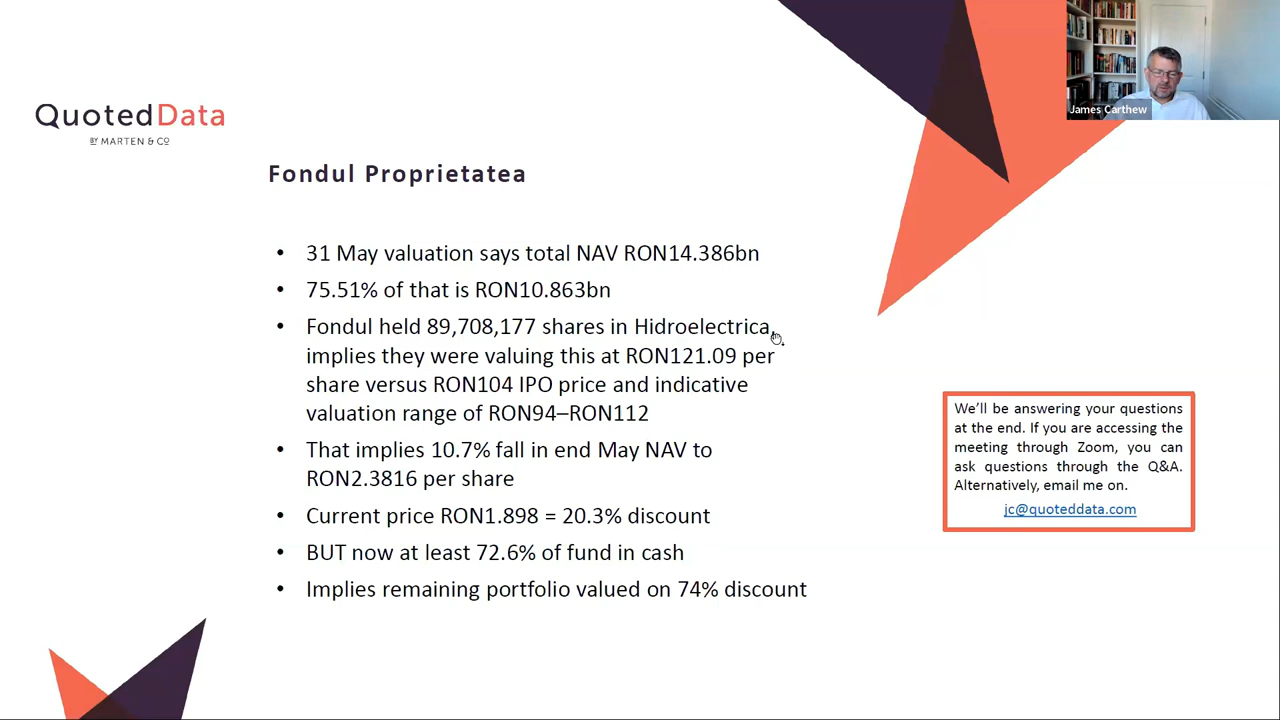 James Carthew
QuotedData
BY MARTEN & CO
Fondul Proprietatea
• 31 May valuation says total NAV RON14.386bn
• 75.51% of that is RON10.863bn
• Fondul held 89,708,177 shares in Hidroelectrica,
implies they were valuing this at RON121.09 per
share versus RON104 IPO price and indicative
valuation range of RON94–RON112
• That implies 10.7% fall in end May NAV to
RON2.3816 per share
• Current price RON1.898 = 20.3% discount
• BUT now at least 72.6% of fund in cash
• Implies remaining portfolio valued on 74% discount
We’ll be answering your questions
at the end. If you are accessing the
meeting through Zoom, you can
ask questions through the Q&A.
Alternatively, email me on.
jc@quoteddata.com